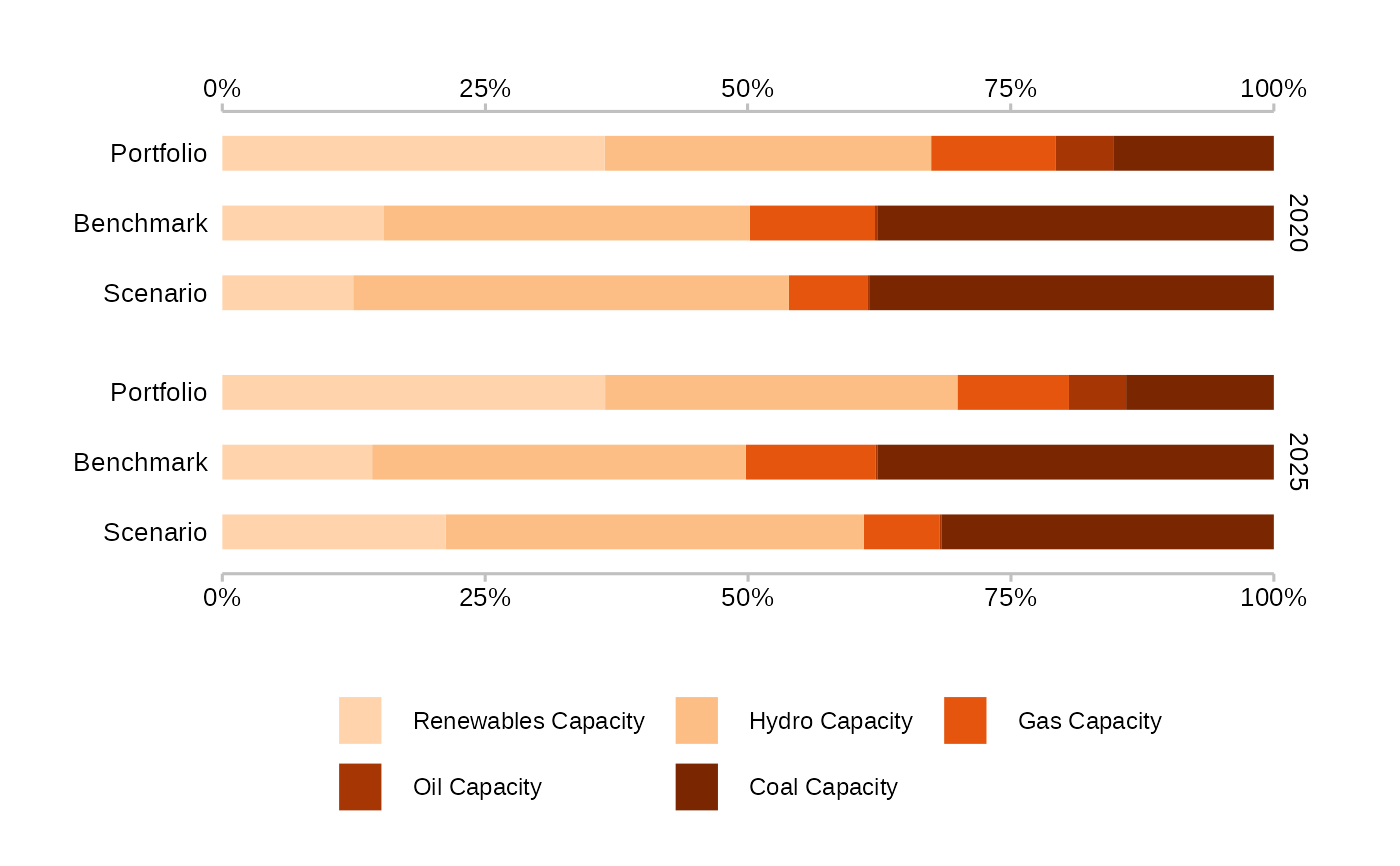 0% 25% 50% 75% 100%
Portfolio
Benchmark
Scenario
2020
Portfolio
Benchmark
Scenario
2025
0% 25% 50% 75% 100%
Renewables Capacity Hydro Capacity Gas Capacity
Oil Capacity Coal Capacity